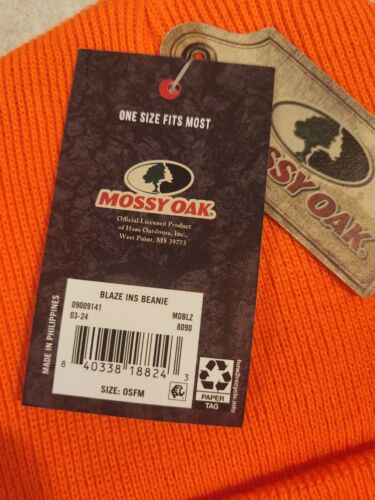 ONE SIZE FITS MOST
MOSSY OAK
Official Licensed Product
of Haas Outdoors, Inc.,
West Point, MS 39773
MOSSY OAK
MADE IN PHILIPPINES
BLAZE INS BEANIE
09009141
03-24
MOBLZ
8090
8 40338 18824 3
SIZE: OSFM
PAPER
TAG
how2recycle.info